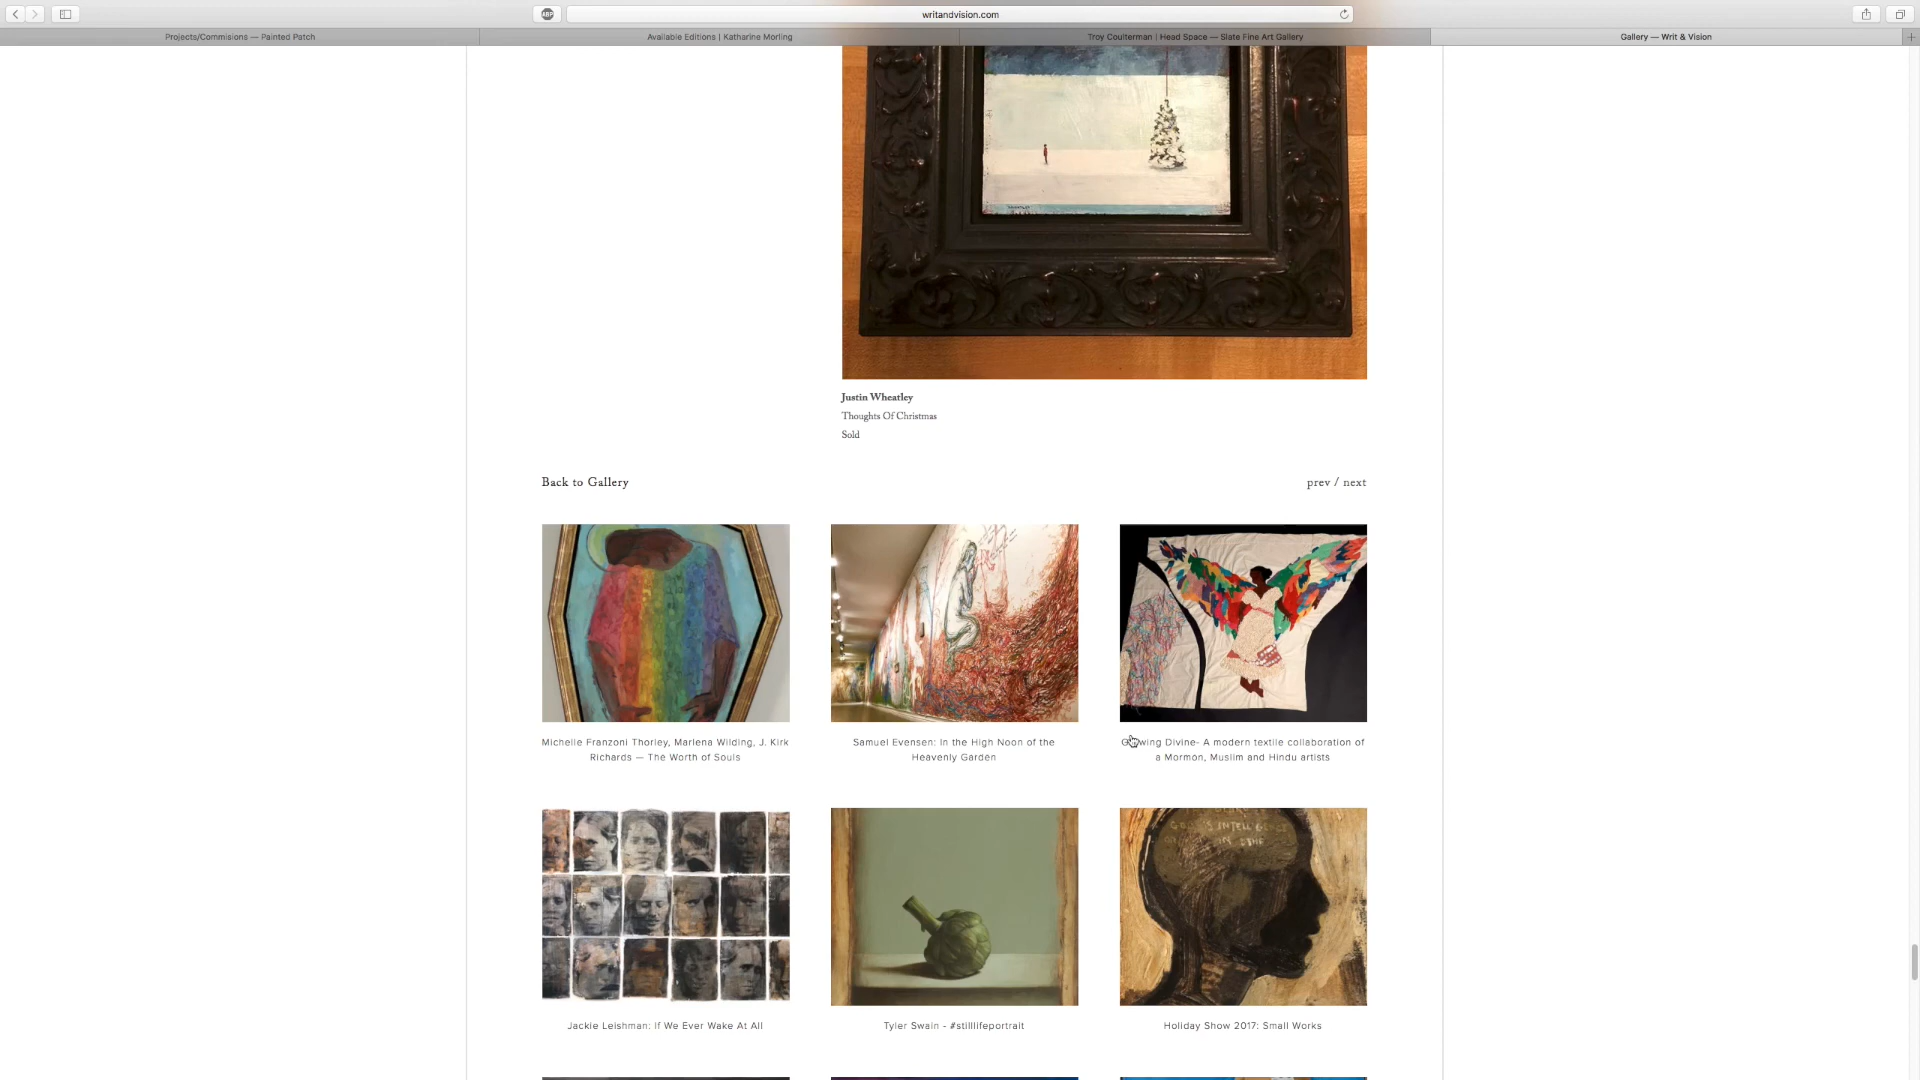 writandvision.com
Projects/Commisions — Painted Patch
Available Editions | Katharine Morling
Troy Coulterman | Head Space — Slate Fine Art Gallery
Gallery — Writ & Vision
Justin Wheatley
Thoughts Of Christmas
Sold
Back to Gallery
prev / next
Michelle Franzoni Thorley, Marlena Wilding, J. Kirk
Richards — The Worth of Souls
Samuel Evensen: In the High Noon of the
Heavenly Garden
Growing Divine- A modern textile collaboration of
a Mormon, Muslim and Hindu artists
Jackie Leishman: If We Ever Wake At All
Tyler Swain - #stilllifeportrait
Holiday Show 2017: Small Works